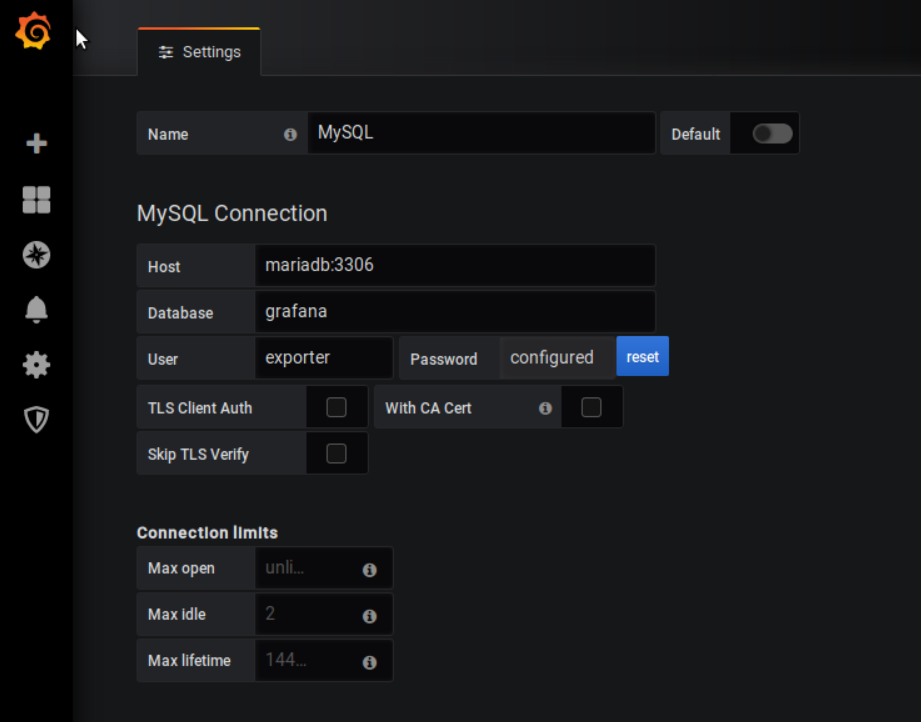 Settings
Name MySQL Default
MySQL Connection
Host mariadb:3306
Database grafana
User exporter Password configured reset
TLS Client Auth With CA Cert
Skip TLS Verify
Connection limits
Max open unli...
Max idle 2
Max lifetime 144...